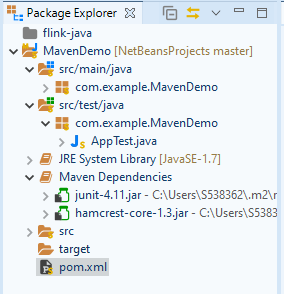 Package Explorer
flink-java
MavenDemo [NetBeansProjects master]
src/main/java
com.example.MavenDemo
src/test/java
com.example.MavenDemo
AppTest.java
JRE System Library [JavaSE-1.7]
Maven Dependencies
junit-4.11.jar - C:\Users\S538362\.m2\r
hamcrest-core-1.3.jar - C:\Users\S5383
src
target
pom.xml